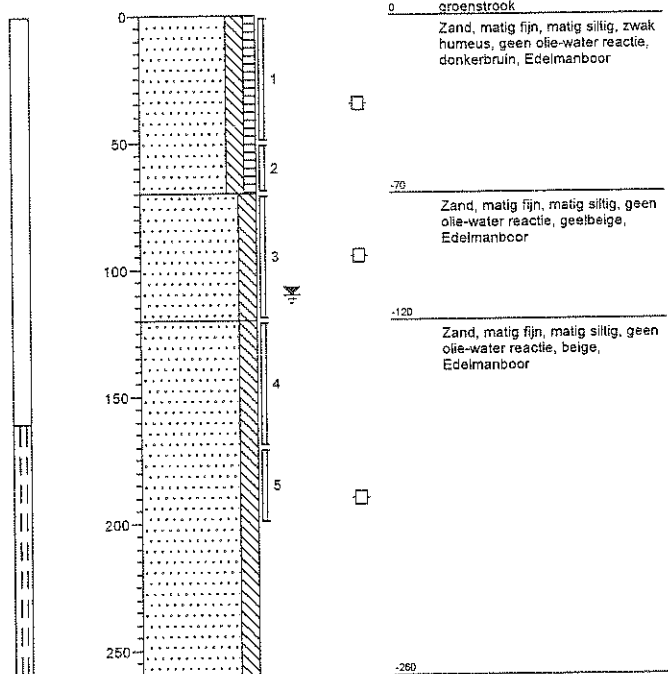 0
50
100
150
200
250
1
2
3
4
5
0
groenstrook
Zand, matig fijn, matig siltig, zwak
humeus, geen olie-water reactie,
donkerbruin, Edelmanboor
-70
Zand, matig fijn, matig siltig, geen
olie-water reactie, geelbeige,
Edelmanboor
-120
Zand, matig fijn, matig siltig, geen
olie-water reactie, beige,
Edelmanboor
-260